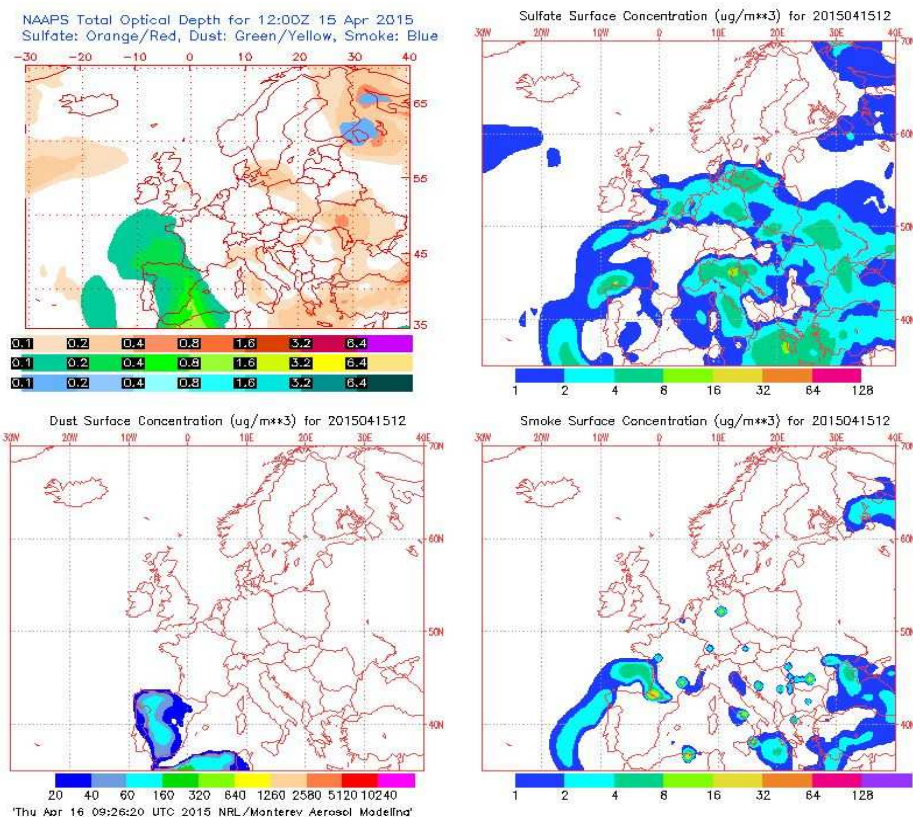 NAAPS Total Optical Depth for 12:00Z 15 Apr 2015
Sulfate: Orange/Red, Dust: Green/Yellow, Smoke: Blue
-30 -20 -10 0 10 20 30 40
65
55
45
35
0.1 0.2 0.4 0.8 1.6 3.2 6.4
0.1 0.2 0.4 0.8 1.6 3.2 6.4
0.1 0.2 0.4 0.8 1.6 3.2 6.4
Sulfate Surface Concentration (ug/m**3) for 2015041512
30W 20W 10W 0 10E 20E 30E 40E
70N
60N
50N
40N
1 2 4 8 16 32 64 128
Dust Surface Concentration (ug/m**3) for 2015041512
30W 20W 10W 0 10E 20E 30E 40E
70N
60N
50N
40N
20 40 60 160 320 640 1260 2580 5120 10240
'Thu Apr 16 09:26:20 UTC 2015 NRL/Monterey Aerosol Modeling'
Smoke Surface Concentration (ug/m**3) for 2015041512
30W 20W 10W 0 10E 20E 30E 40E
70N
60N
50N
40N
1 2 4 8 16 32 64 128